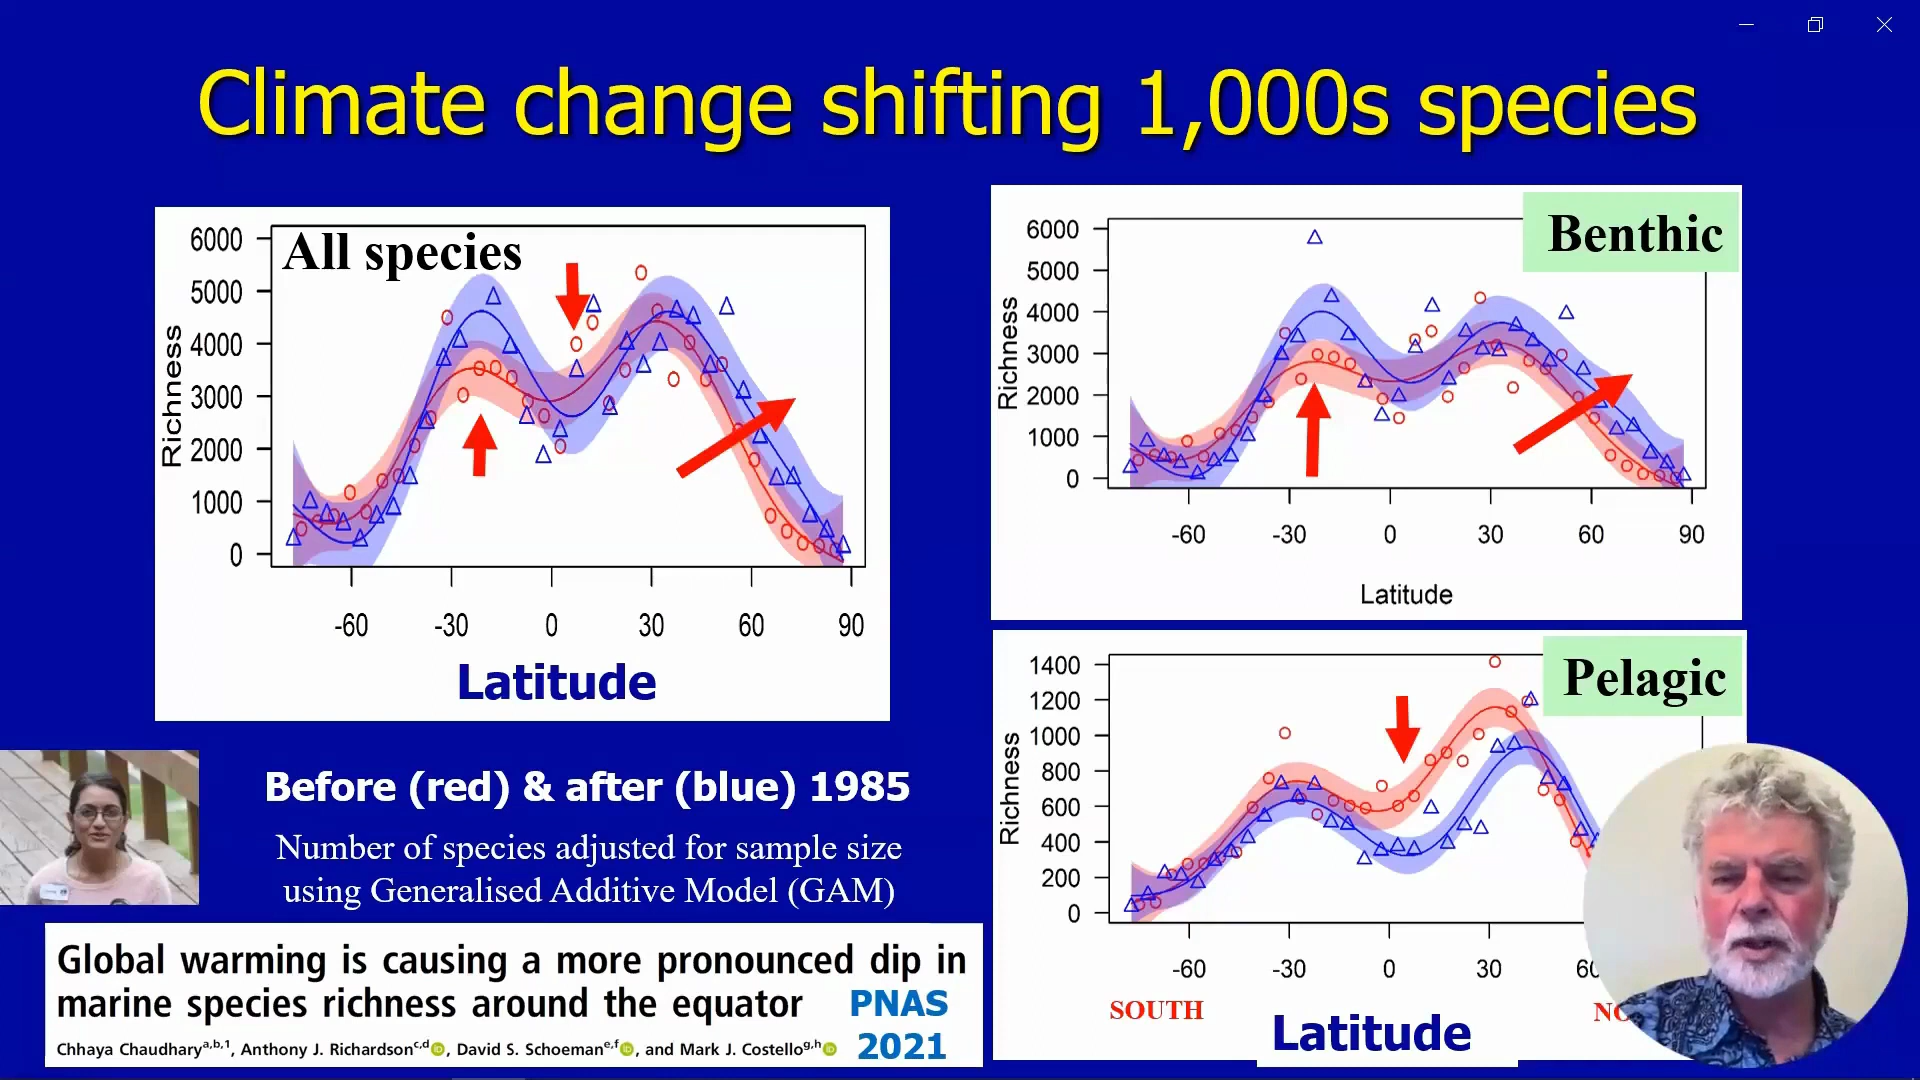 Climate change shifting 1,000s species
All species
Richness
6000
5000
4000
3000
2000
1000
0
-60 -30 0 30 60 90
Latitude
Benthic
Richness
6000
5000
4000
3000
2000
1000
0
-60 -30 0 30 60 90
Latitude
Pelagic
Richness
1400
1200
1000
800
600
400
200
0
-60 -30 0 30
SOUTH
Latitude
Before (red) & after (blue) 1985
Number of species adjusted for sample size
using Generalised Additive Model (GAM)
Global warming is causing a more pronounced dip in
marine species richness around the equator PNAS
2021
Chhaya Chaudhary a,b,1, Anthony J. Richardson c,d, David S. Schoeman e,f, and Mark J. Costello g,h